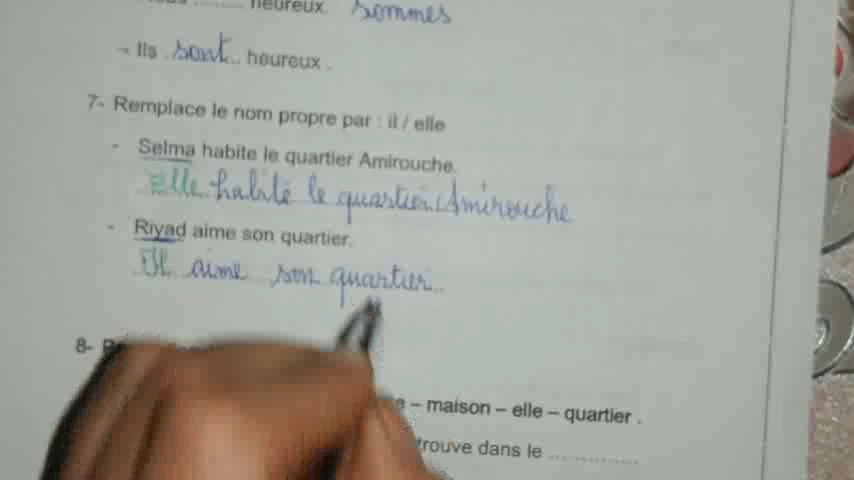 heureux. sommes
→ Ils .sont.. heureux.
7- Remplace le nom propre par : il / elle
- Selma habite le quartier Amirouche.
Elle habite le quartier Amirouche
- Riyad aime son quartier.
Il aime son quartier..
8-
– maison – elle – quartier .
trouve dans le ...............